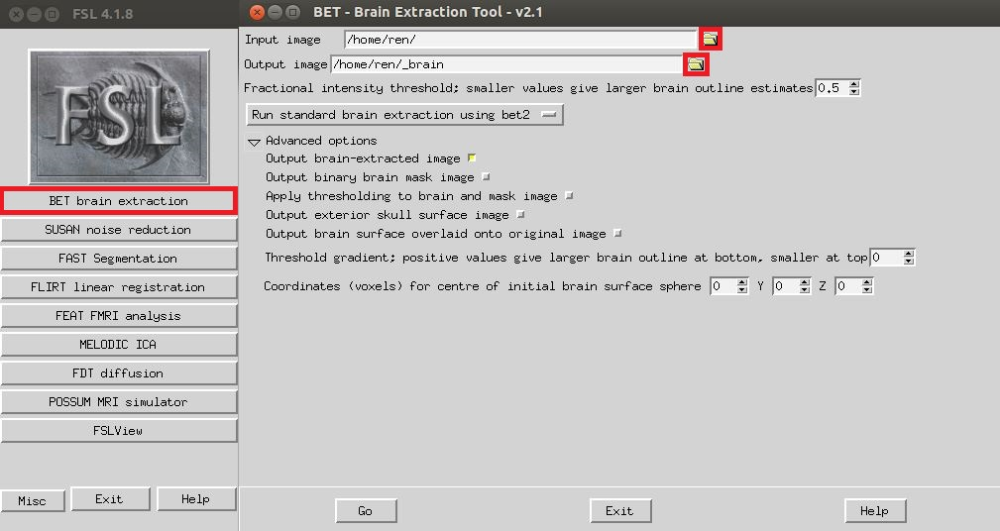 FSL 4.1.8
FSL
BET brain extraction
SUSAN noise reduction
FAST Segmentation
FLIRT linear registration
FEAT FMRI analysis
MELODIC ICA
FDT diffusion
POSSUM MRI simulator
FSLView
Misc Exit Help
BET - Brain Extraction Tool - v2.1
Input image /home/ren/
Output image /home/ren/_brain
Fractional intensity threshold; smaller values give larger brain outline estimates 0.5
Run standard brain extraction using bet2
Advanced options
Output brain-extracted image
Output binary brain mask image
Apply thresholding to brain and mask image
Output exterior skull surface image
Output brain surface overlaid onto original image
Threshold gradient; positive values give larger brain outline at bottom, smaller at top 0
Coordinates (voxels) for centre of initial brain surface sphere 0 Y 0 Z 0
Go Exit Help